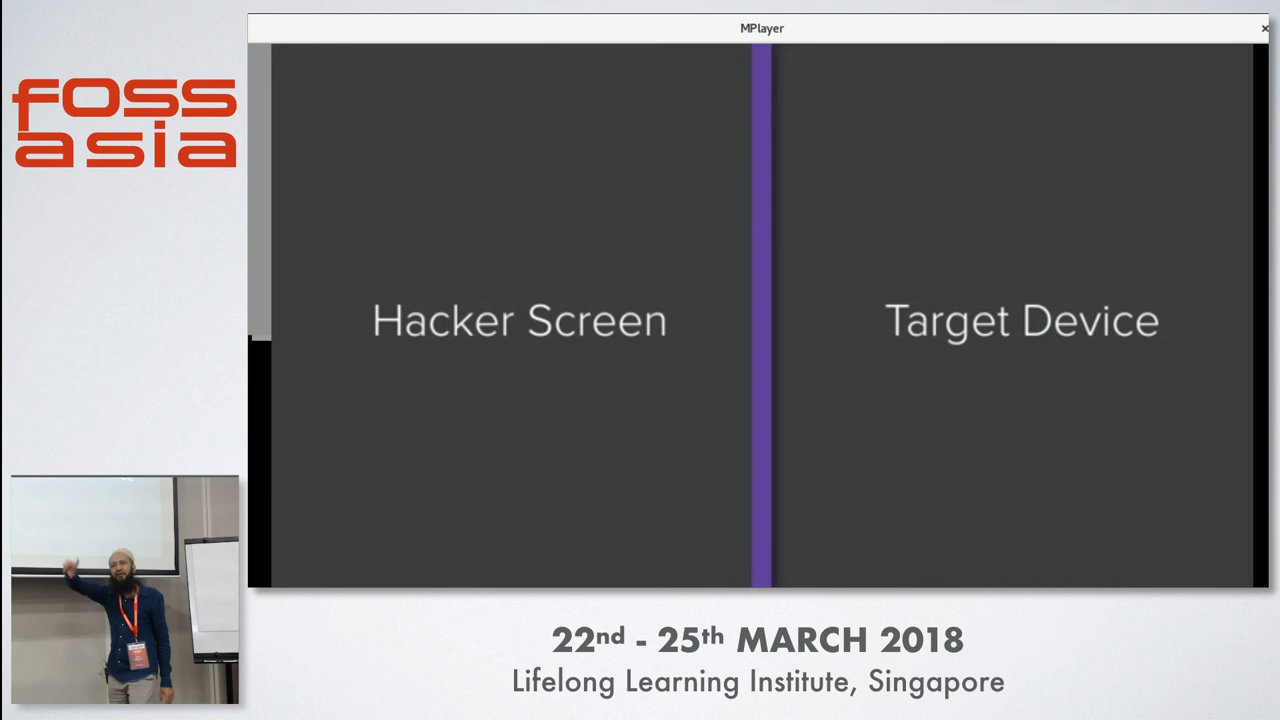 MPlayer
×
foss
asia
Hacker Screen
Target Device
22nd - 25th MARCH 2018
Lifelong Learning Institute, Singapore